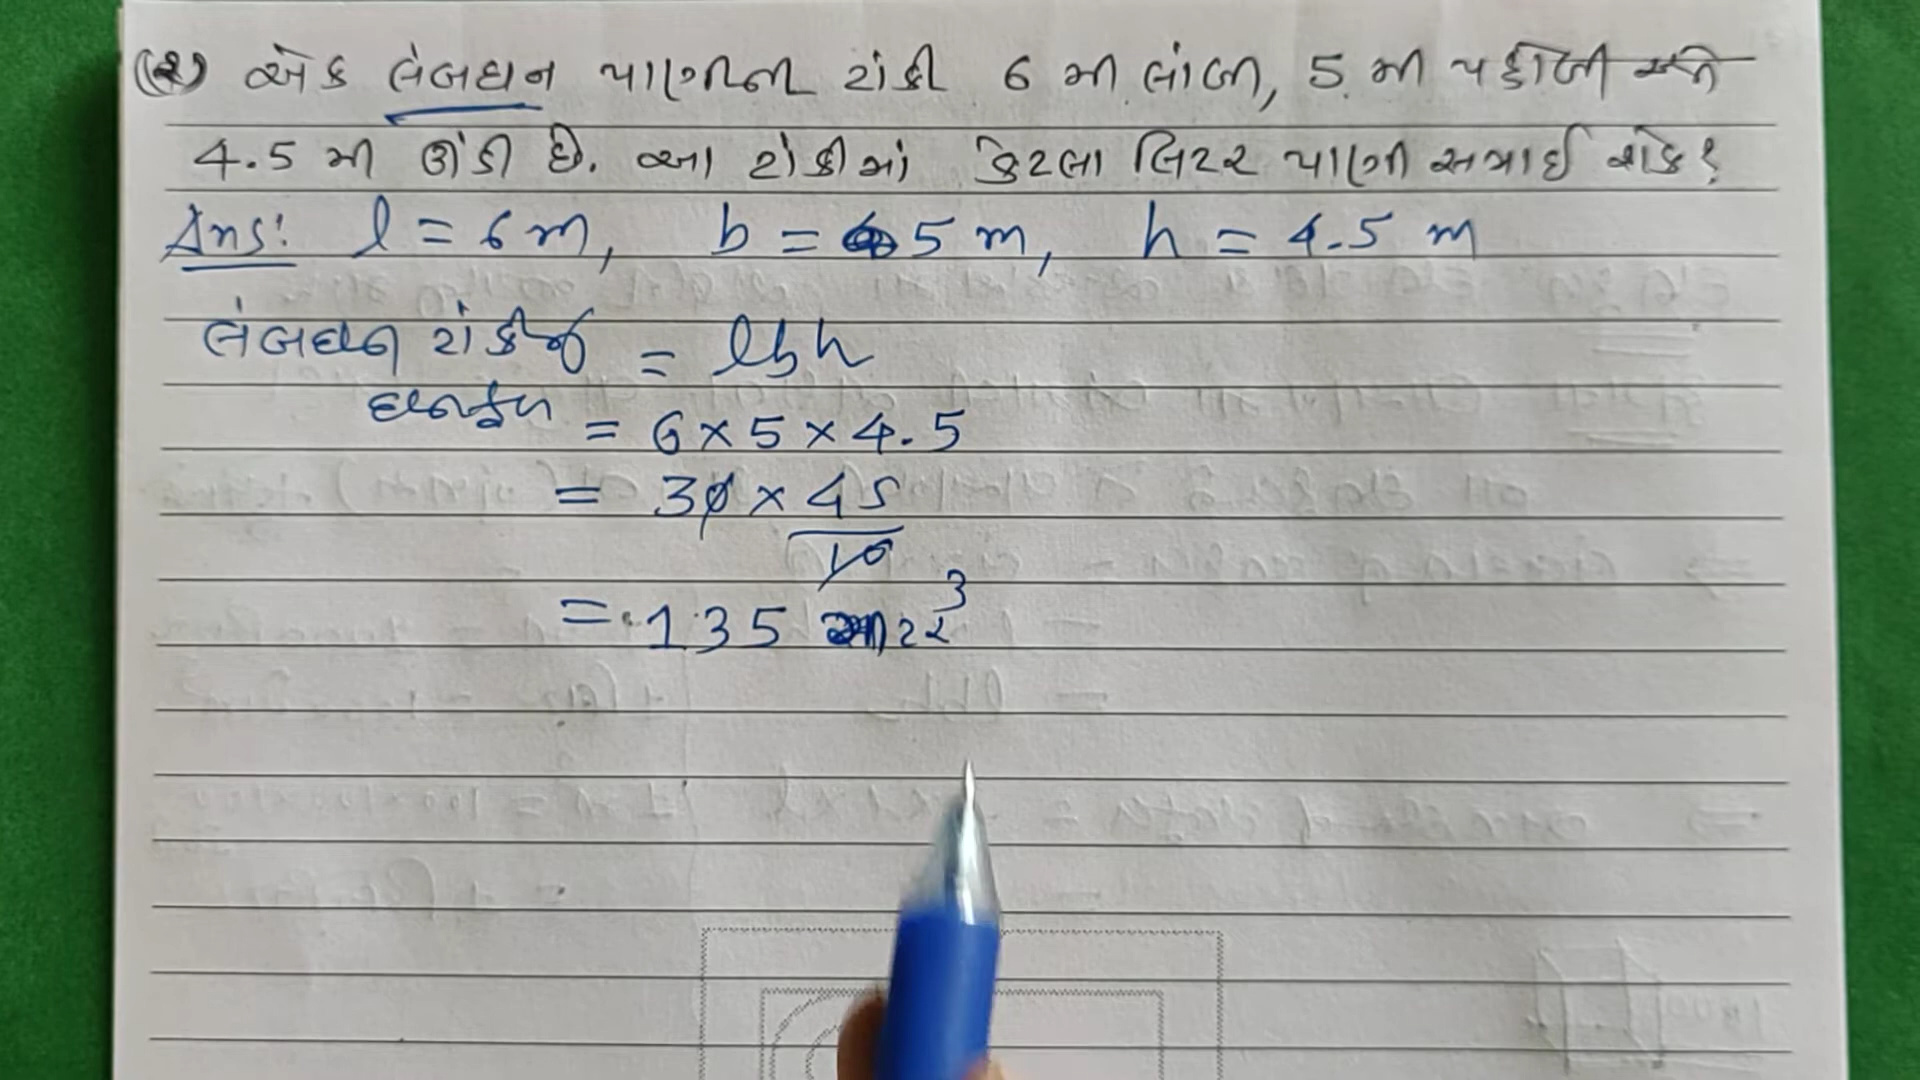 (૨) એક લંબઘન પાણીની ટાંકી 6 મી લાંબી, 5 મી પહોળી અને
4.5 મી ઊંડી છે. આ ટાંકીમાં કેટલા લિટર પાણી સમાઈ શકે?
Ans: l = 6 m, b = 5 m, h = 4.5 m
લંબઘન ટાંકીનું = lbh
ઘનફળ = 6 × 5 × 4.5
= 30 × 45/10
= 135 મીટર³